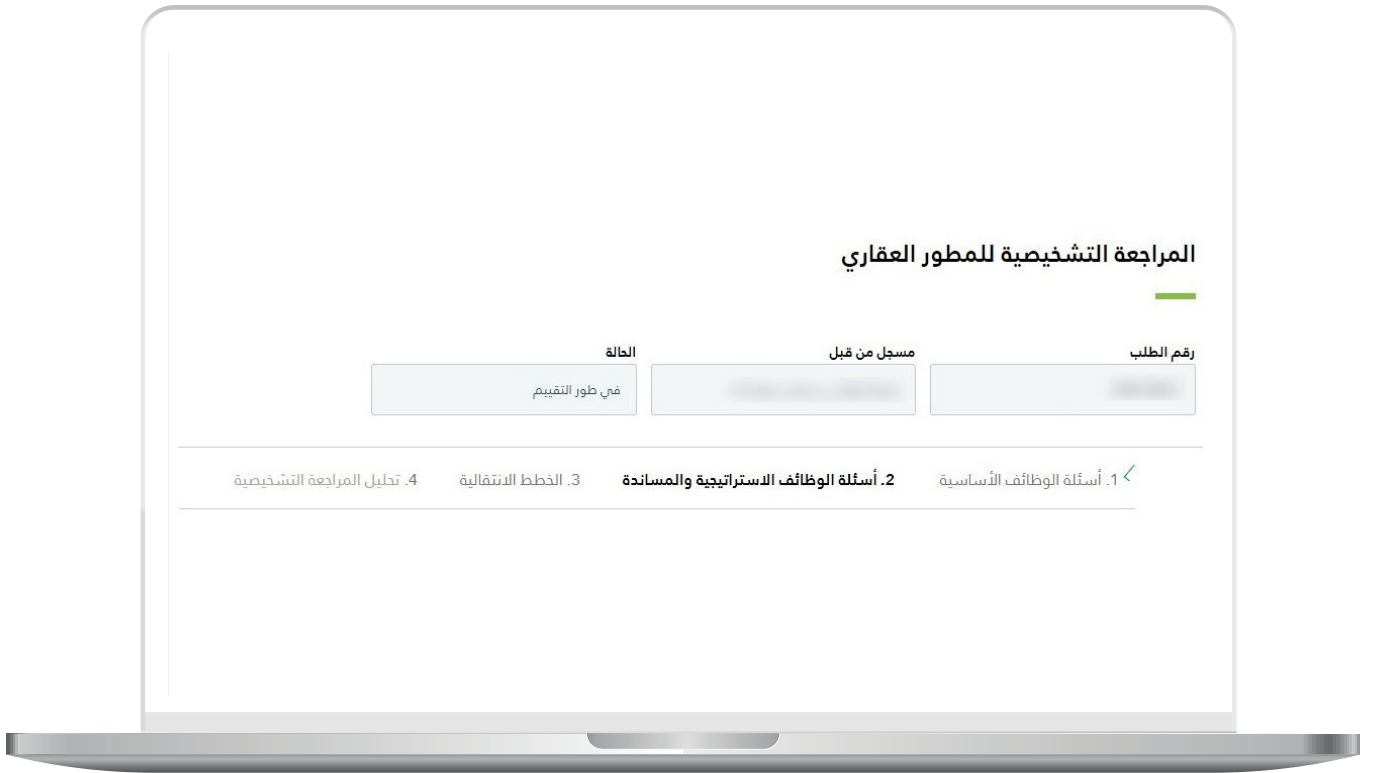 المراجعة التشخيصية للمطور العقاري
رقم الطلب مسجل من قبل الحالة
في طور التقييم
1. أسئلة الوظائف الأساسية 2. أسئلة الوظائف الاستراتيجية والمساندة 3. الخطط الانتقالية 4. تحليل المراجعة التشخيصية